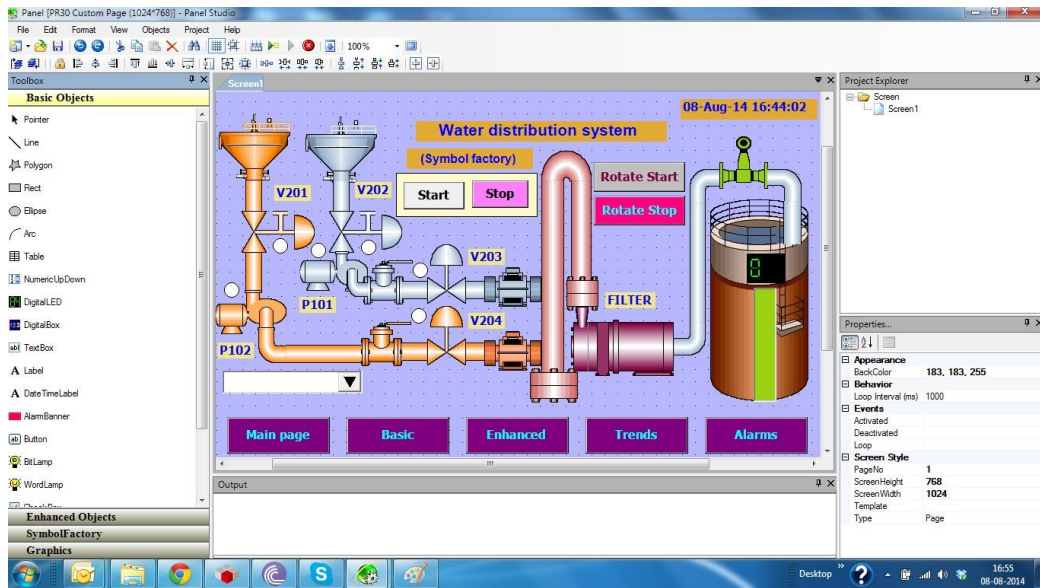 Panel [PR30 Custom Page (1024*768)] - Panel Studio
File Edit Format View Objects Project Help
100%
Toolbox
Basic Objects
Pointer
Line
Polygon
Rect
Ellipse
Arc
Table
NumericUpDown
DigitalLED
DigitalBox
TextBox
Label
DateTimeLabel
AlarmBanner
Button
BitLamp
WordLamp
CheckBox
Enhanced Objects
SymbolFactory
Graphics
Screen1
08-Aug-14 16:44:02
Water distribution system
(Symbol factory)
Start
Stop
Rotate Start
Rotate Stop
V201
V202
V203
P101
FILTER
V204
P102
0
Main page
Basic
Enhanced
Trends
Alarms
Output
Project Explorer
Screen
Screen1
Properties...
Appearance
BackColor 183, 183, 255
Behavior
Loop Interval (ms) 1000
Events
Activated
Deactivated
Loop
Screen Style
PageNo 1
ScreenHeight 768
ScreenWidth 1024
Template
Type Page
Desktop
16:55
08-08-2014